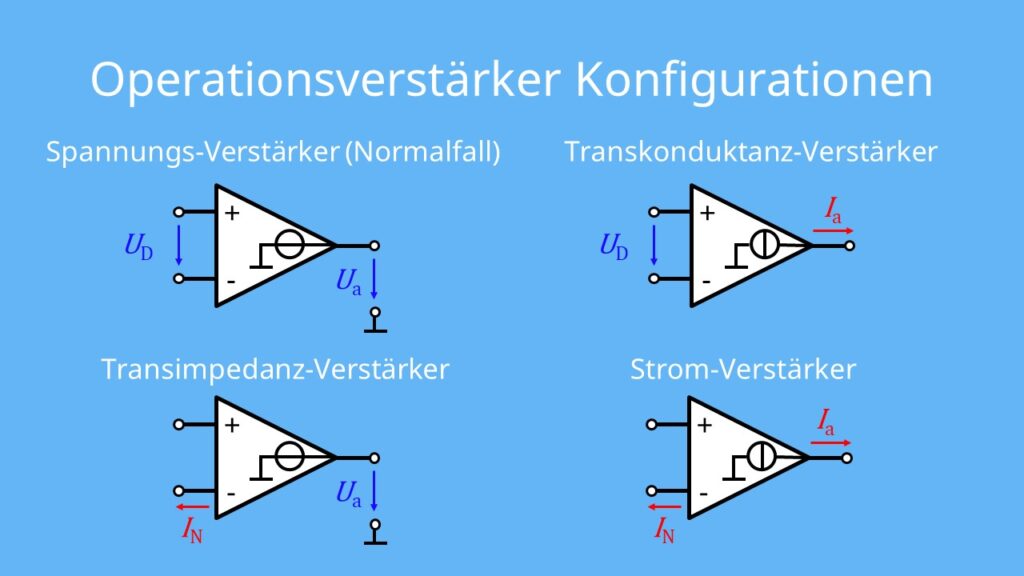 Operationsverstärker Konfigurationen
Spannungs-Verstärker (Normalfall)
Transkonduktanz-Verstärker
+
-
U_D
U_a
+
-
U_D
I_a
Transimpedanz-Verstärker
Strom-Verstärker
+
-
I_N
U_a
+
-
I_N
I_a